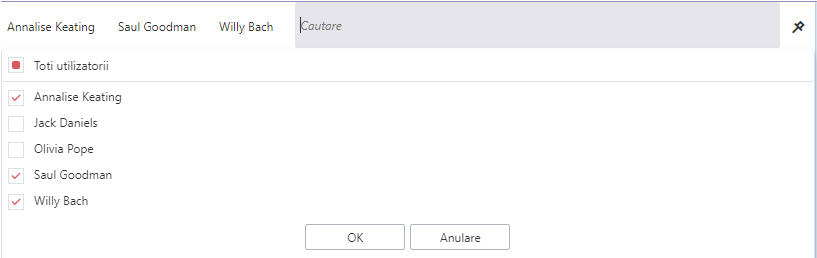 Annalise Keating Saul Goodman Willy Bach Cautare
Toti utilizatorii
Annalise Keating
Jack Daniels
Olivia Pope
Saul Goodman
Willy Bach
OK Anulare